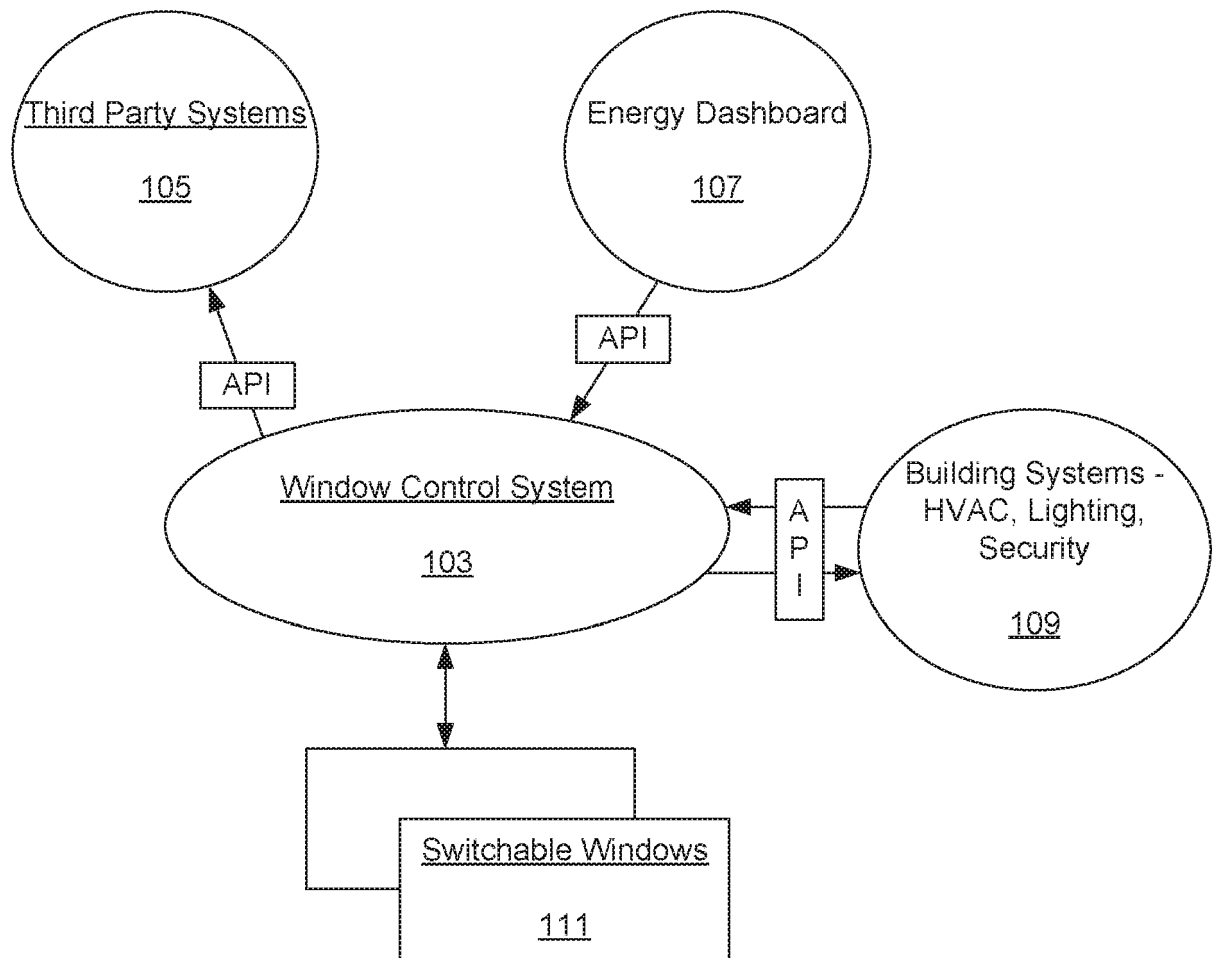 Third Party Systems
105
Energy Dashboard
107
API
API
Window Control System
103
A
P
I
Building Systems -
HVAC, Lighting,
Security
109
Switchable Windows
111